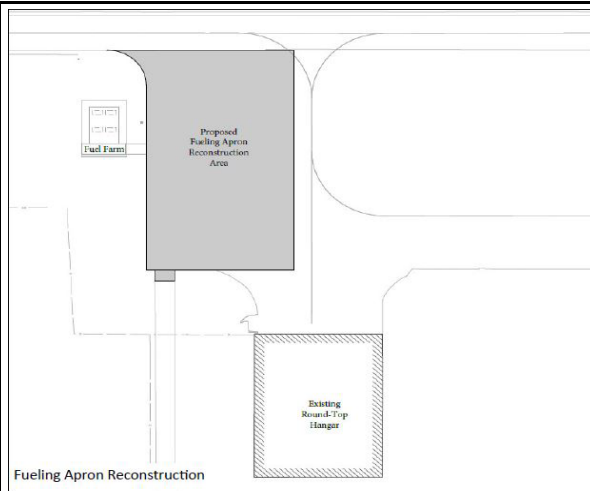 Proposed
Fueling Apron
Reconstruction
Area
Fuel Farm
Existing
Round-Top
Hanger
Fueling Apron Reconstruction